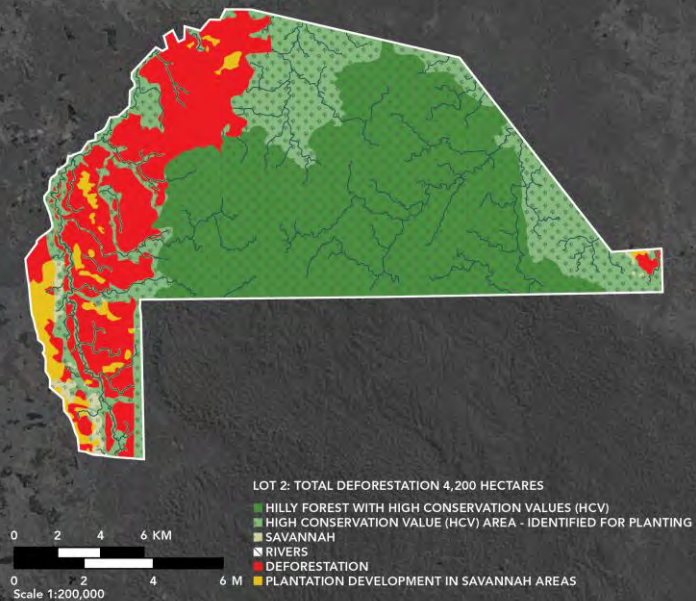 LOT 2: TOTAL DEFORESTATION 4,200 HECTARES
HILLY FOREST WITH HIGH CONSERVATION VALUES (HCV)
HIGH CONSERVATION VALUE (HCV) AREA - IDENTIFIED FOR PLANTING
SAVANNAH
RIVERS
DEFORESTATION
PLANTATION DEVELOPMENT IN SAVANNAH AREAS
0 2 4 6 KM
0 2 4 6 M
Scale 1:200,000